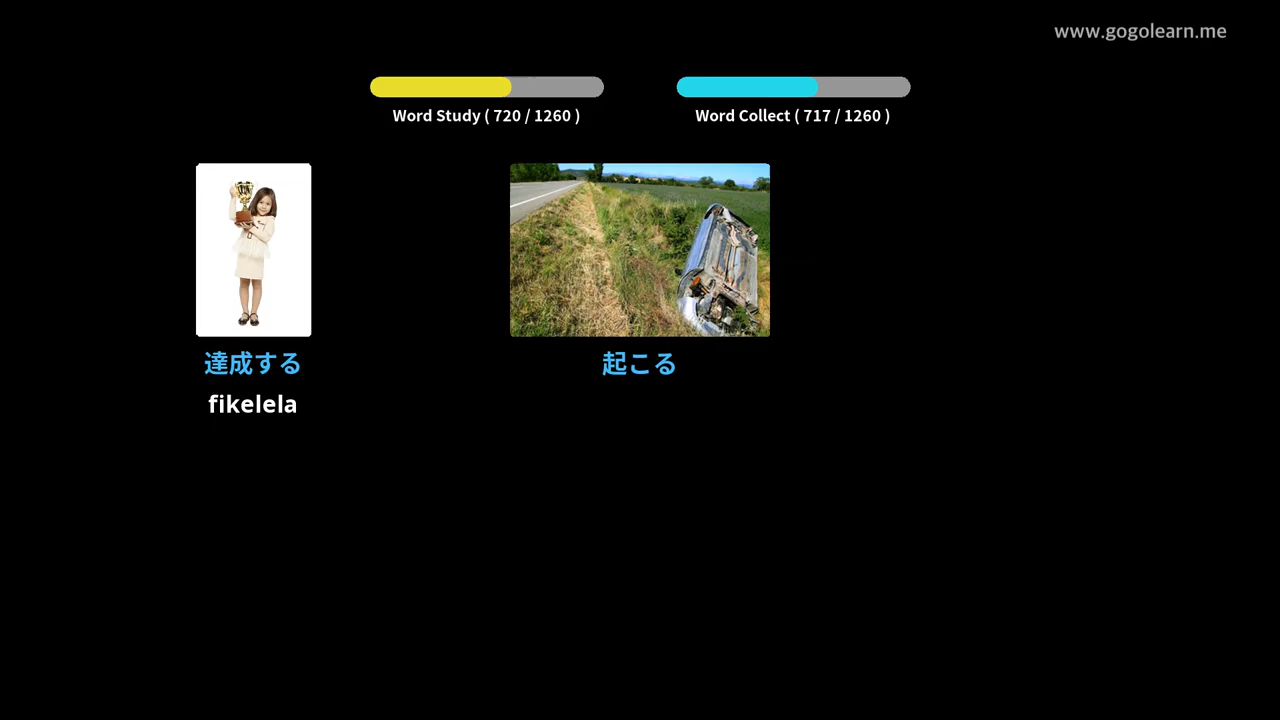 www.gogolearn.me
Word Study ( 720 / 1260 )
Word Collect ( 717 / 1260 )
達成する
起こる
fikelela